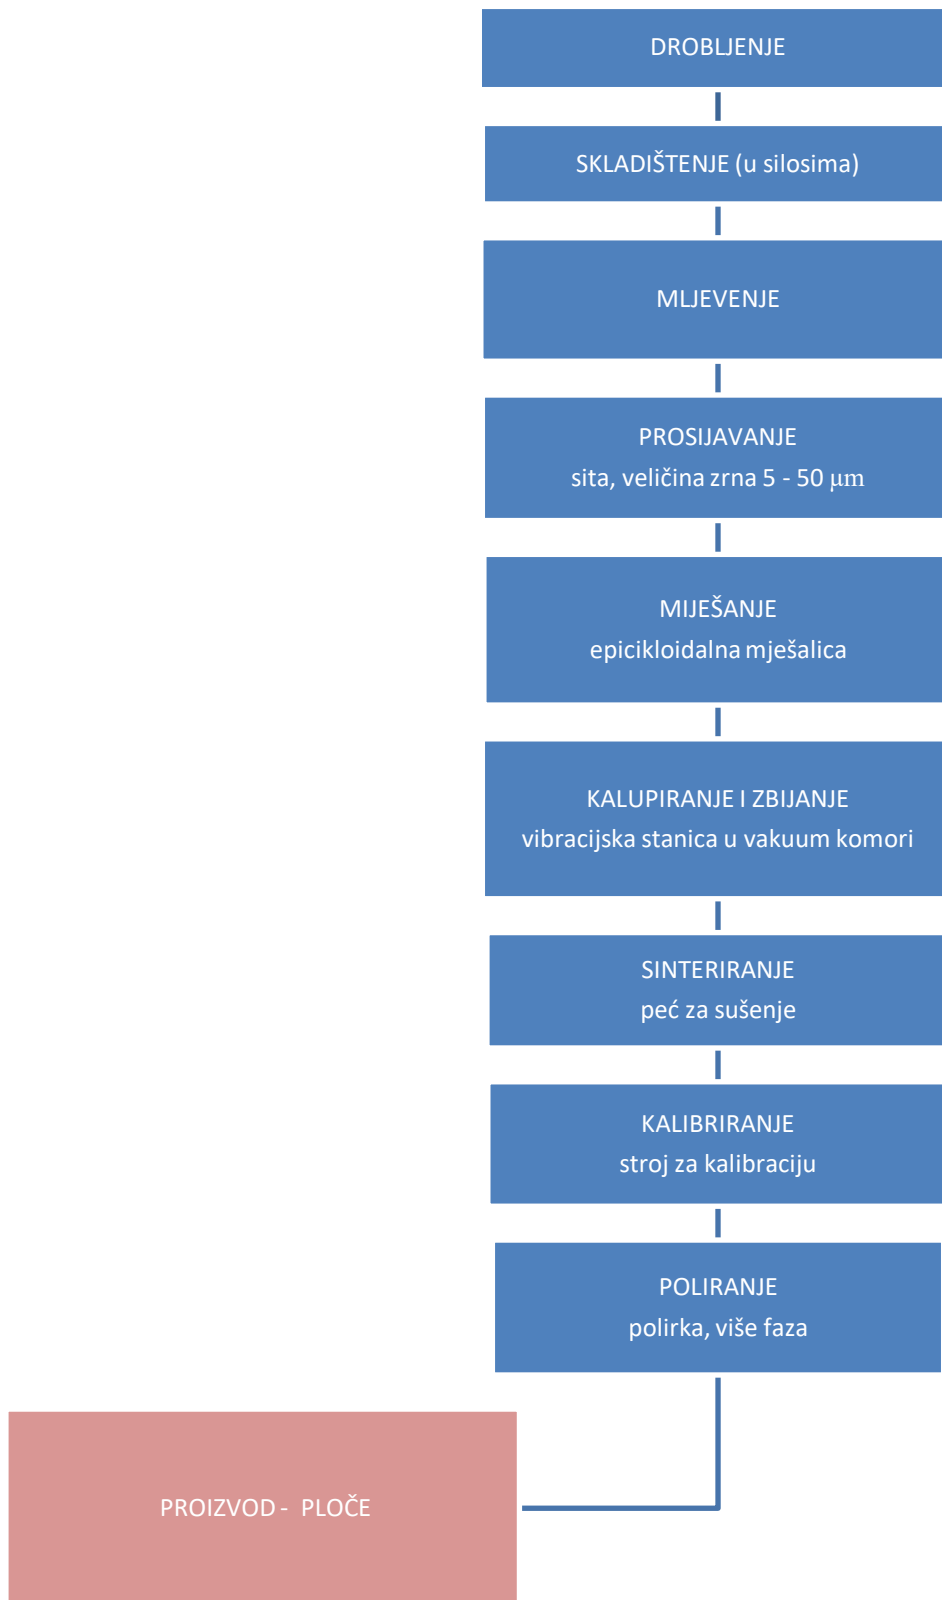 DROBLJENJE
SKLADIŠTENJE (u silosima)
MLJEVENJE
PROSIJAVANJE
sita, veličina zrna 5 - 50 μm
MIJEŠANJE
epicikloidalna mješalica
KALUPIRANJE I ZBIJANJE
vibracijska stanica u vakuum komori
SINTERIRANJE
peć za sušenje
KALIBRIRANJE
stroj za kalibraciju
POLIRANJE
polirka, više faza
PROIZVOD - PLOČE